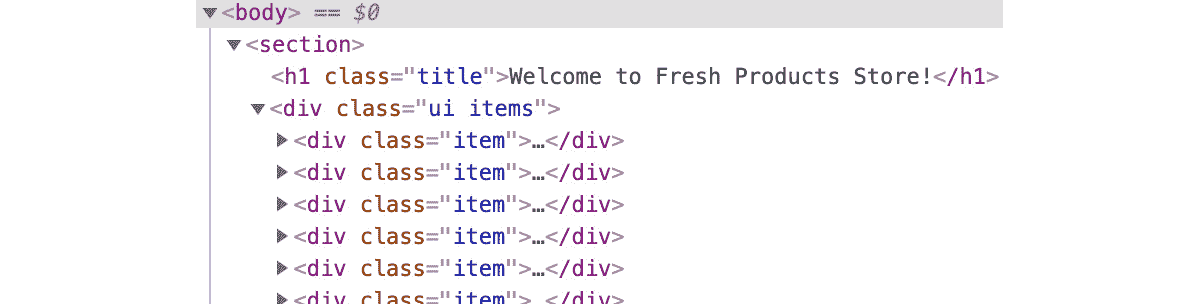 ▼<body> == $0
▼<section>
<h1 class="title">Welcome to Fresh Products Store!</h1>
▼<div class="ui items">
▶<div class="item">…</div>
▶<div class="item">…</div>
▶<div class="item">…</div>
▶<div class="item">…</div>
▶<div class="item">…</div>
▶<div class="item">…</div>